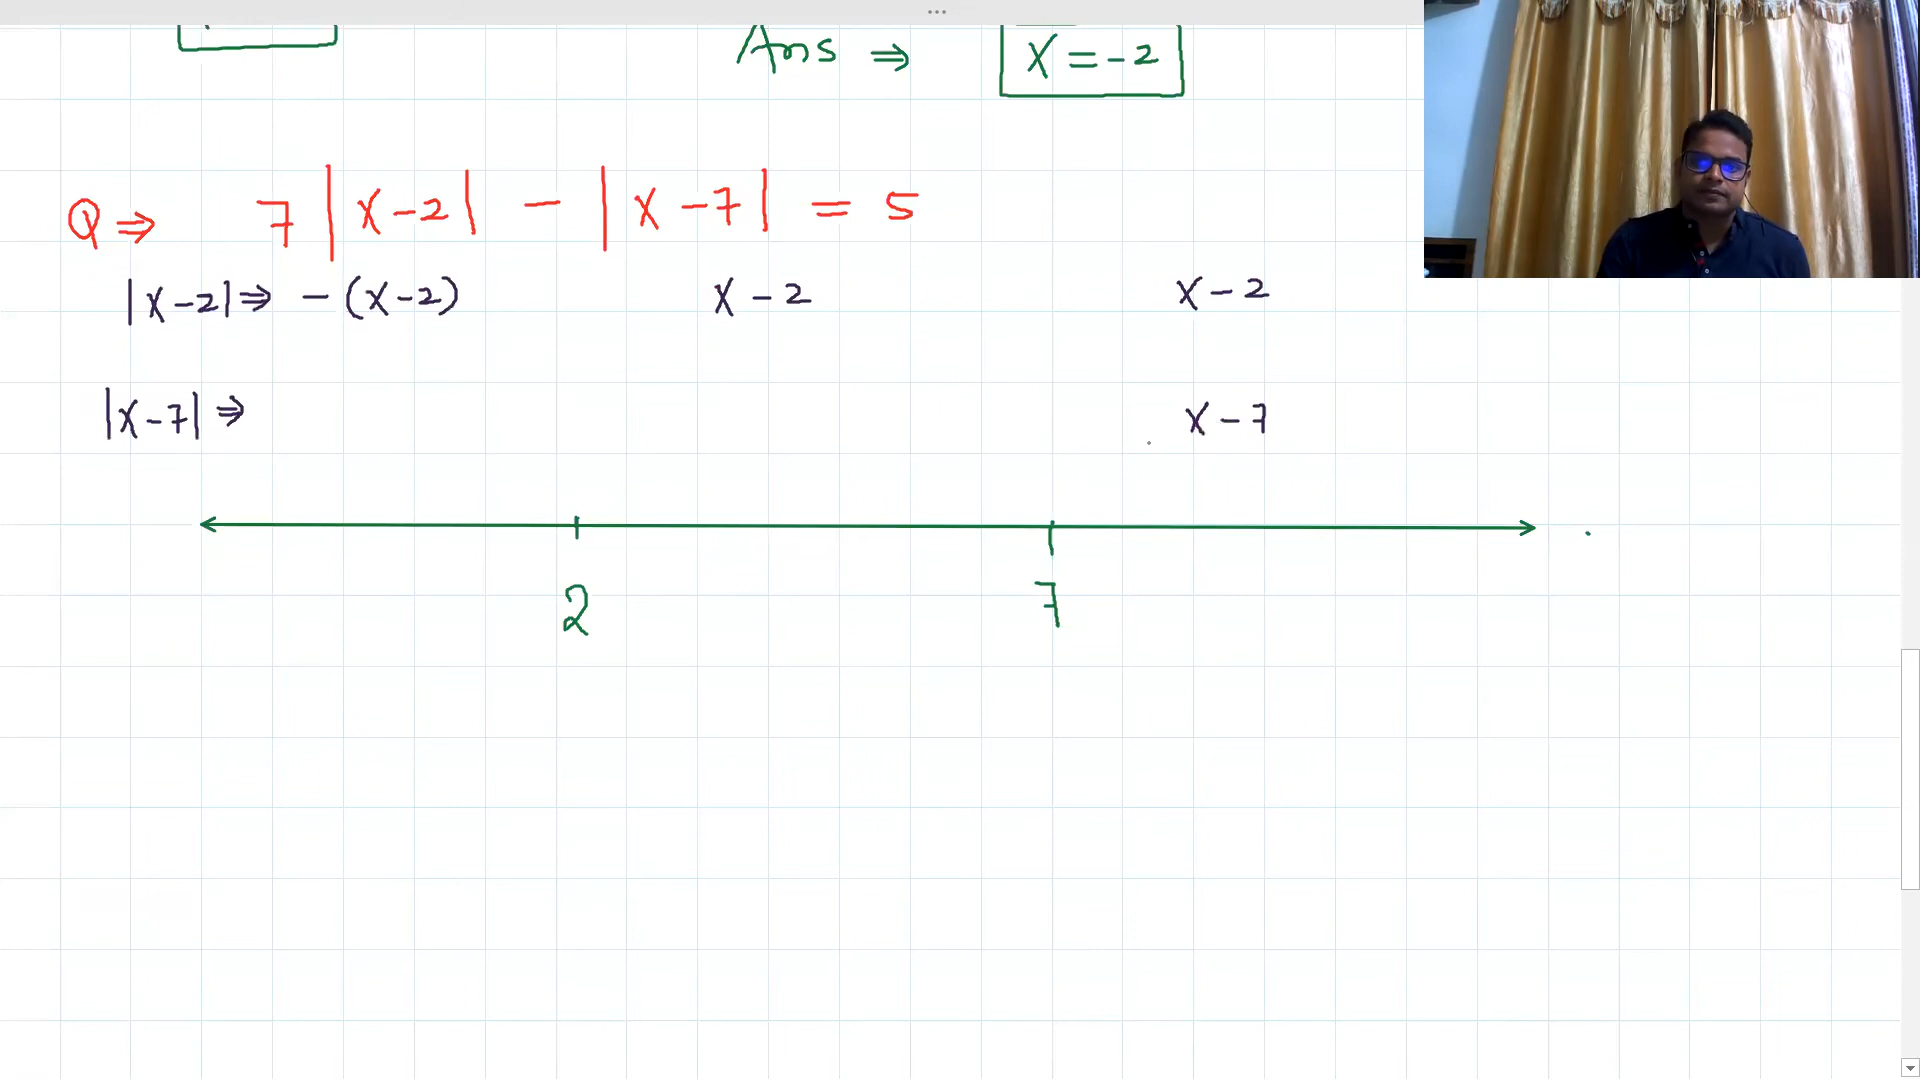 Ans ⇒ X = -2
Q ⇒ 7 |X-2| - |X-7| = 5
|X-2| ⇒ -(X-2) X-2 X-2
|X-7| ⇒ X-7
2 7